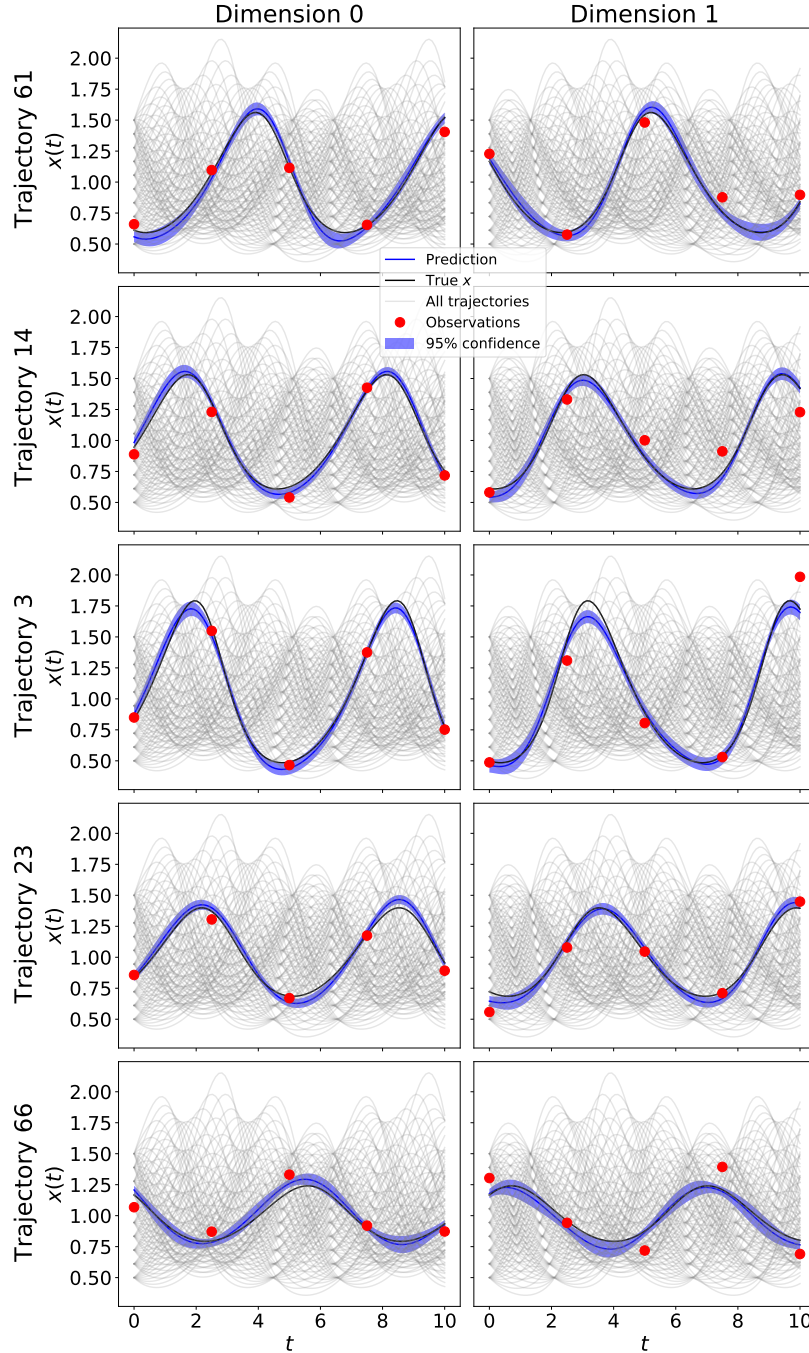 Dimension 0 Dimension 1
Trajectory 61
x(t)
2.00
1.75
1.50
1.25
1.00
0.75
0.50
Prediction
True x
All trajectories
Observations
95% confidence
Trajectory 14
x(t)
2.00
1.75
1.50
1.25
1.00
0.75
0.50
Trajectory 3
x(t)
2.00
1.75
1.50
1.25
1.00
0.75
0.50
Trajectory 23
x(t)
2.00
1.75
1.50
1.25
1.00
0.75
0.50
Trajectory 66
x(t)
2.00
1.75
1.50
1.25
1.00
0.75
0.50
0 2 4 6 8 10 0 2 4 6 8 10
t t